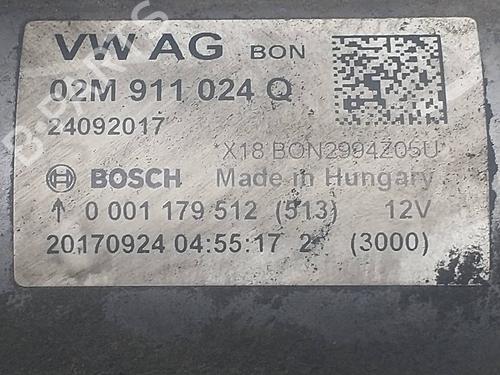 VW AG BON
02M 911 024 Q
24092017
*X18 BON2994Z05U*
BOSCH Made in Hungary
↑ 0 001 179 512 (513) 12V
20170924 04:55:17 2 (3000)